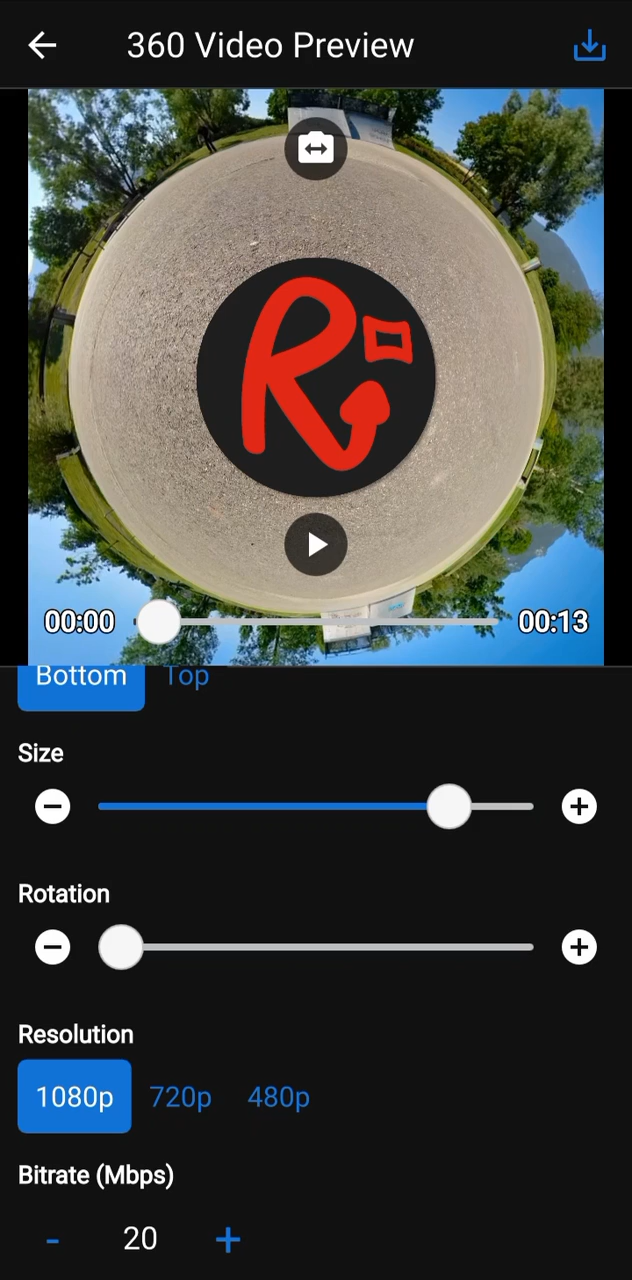 360 Video Preview
R
00:00 00:13
Bottom Top
Size
Rotation
Resolution
1080p 720p 480p
Bitrate (Mbps)
- 20 +